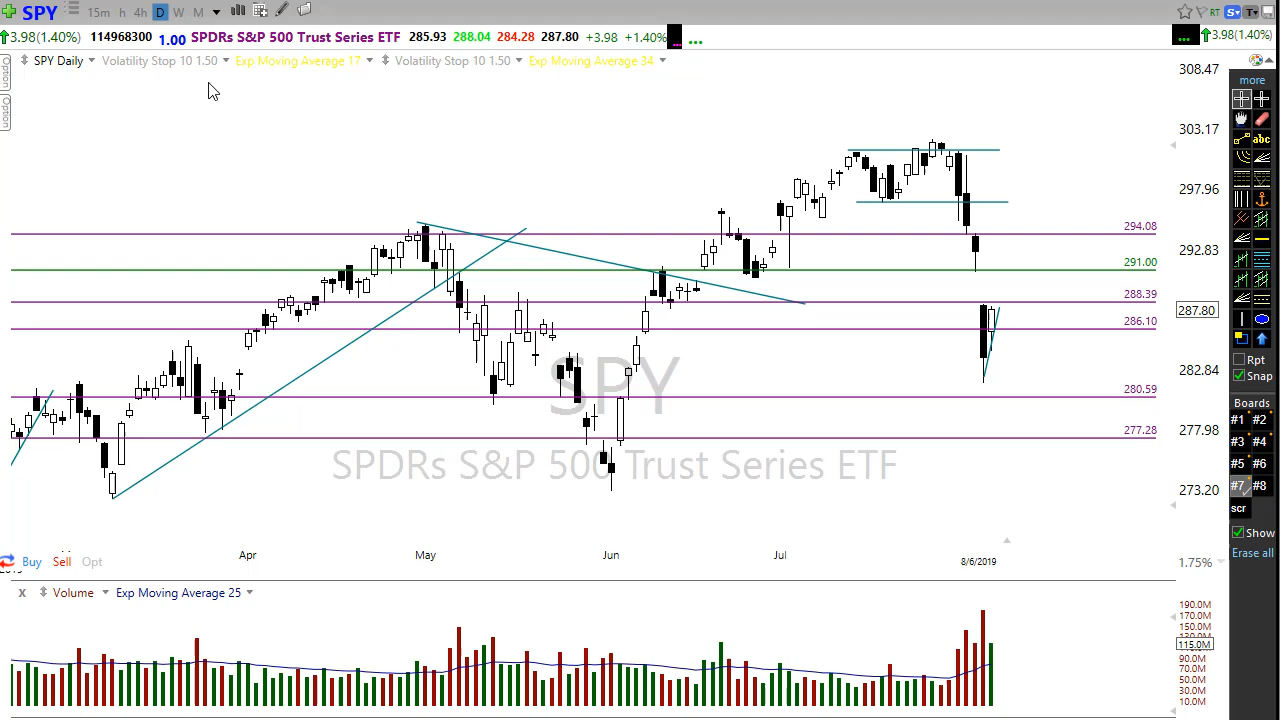 SPY 15m h 4h D W M RT S T
3.98(1.40%) 114968300 1.00 SPDRs S&P 500 Trust Series ETF 285.93 288.04 284.28 287.80 +3.98 +1.40% ... ... 3.98(1.40%)
Option
Option
SPY Daily Volatility Stop 10 1.50 Exp Moving Average 17 Volatility Stop 10 1.50 Exp Moving Average 34
308.47
303.17
297.96
294.08
292.83
291.00
288.39
287.80
286.10
282.84
280.59
277.28
277.98
273.20
SPY
SPDRs S&P 500 Trust Series ETF
Apr May Jun Jul 8/6/2019
Buy Sell Opt
1.75%
X Volume Exp Moving Average 25
190.0M
170.0M
150.0M
115.0M
90.0M
70.0M
50.0M
30.0M
10.0M
more
abc
Rpt
Snap
Boards
#1 #2
#3 #4
#5 #6
#7 #8
scr
Show
Erase all